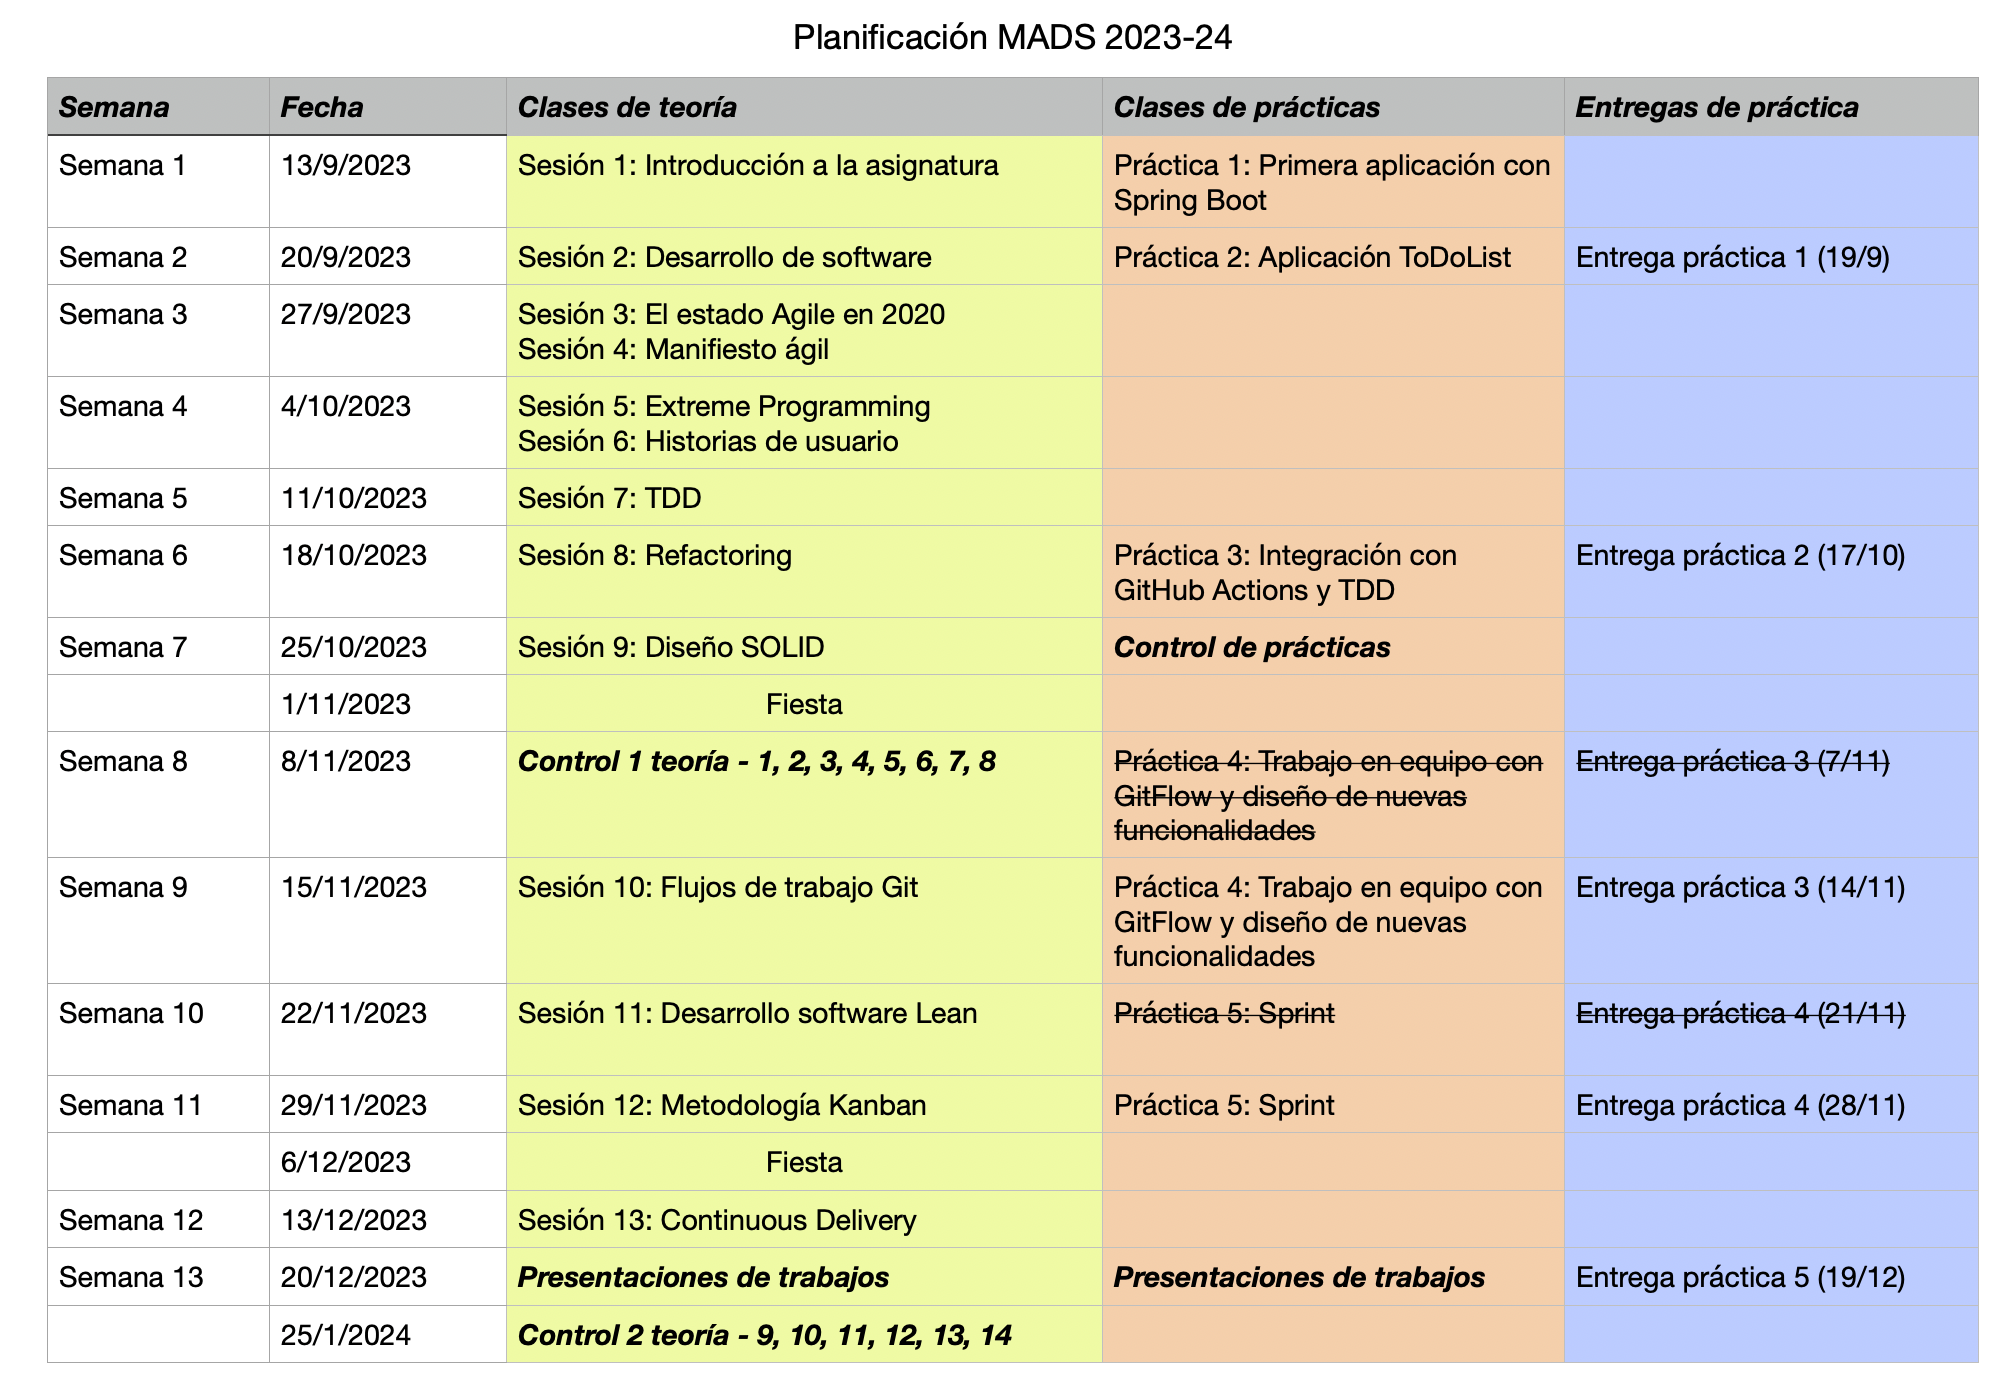 Planificación MADS 2023-24
Semana Fecha Clases de teoría Clases de prácticas Entregas de práctica
Semana 1 13/9/2023 Sesión 1: Introducción a la asignatura Práctica 1: Primera aplicación con
Spring Boot
Semana 2 20/9/2023 Sesión 2: Desarrollo de software Práctica 2: Aplicación ToDoList Entrega práctica 1 (19/9)
Semana 3 27/9/2023 Sesión 3: El estado Agile en 2020
Sesión 4: Manifiesto ágil
Semana 4 4/10/2023 Sesión 5: Extreme Programming
Sesión 6: Historias de usuario
Semana 5 11/10/2023 Sesión 7: TDD
Semana 6 18/10/2023 Sesión 8: Refactoring Práctica 3: Integración con Entrega práctica 2 (17/10)
GitHub Actions y TDD
Semana 7 25/10/2023 Sesión 9: Diseño SOLID Control de prácticas
1/11/2023 Fiesta
Semana 8 8/11/2023 Control 1 teoría - 1, 2, 3, 4, 5, 6, 7, 8 Práctica 4: Trabajo en equipo con Entrega práctica 3 (7/11)
GitFlow y diseño de nuevas
funcionalidades
Semana 9 15/11/2023 Sesión 10: Flujos de trabajo Git Práctica 4: Trabajo en equipo con Entrega práctica 3 (14/11)
GitFlow y diseño de nuevas
funcionalidades
Semana 10 22/11/2023 Sesión 11: Desarrollo software Lean Práctica 5: Sprint Entrega práctica 4 (21/11)
Semana 11 29/11/2023 Sesión 12: Metodología Kanban Práctica 5: Sprint Entrega práctica 4 (28/11)
6/12/2023 Fiesta
Semana 12 13/12/2023 Sesión 13: Continuous Delivery
Semana 13 20/12/2023 Presentaciones de trabajos Presentaciones de trabajos Entrega práctica 5 (19/12)
25/1/2024 Control 2 teoría - 9, 10, 11, 12, 13, 14